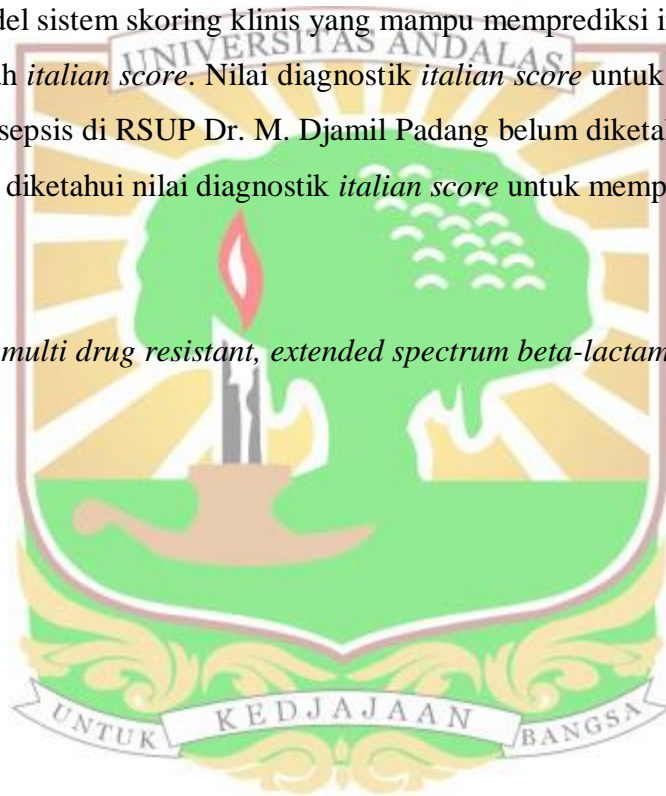 del sistem skoring klinis yang mampu memprediksi i
UNIVERSITAS ANDALAS
ah italian score. Nilai diagnostik italian score untuk
sepsis di RSUP Dr. M. Djamil Padang belum diketah
diketahui nilai diagnostik italian score untuk memp
multi drug resistant, extended spectrum beta-lactam
UNTUK KEDJAJAAN BANGSA